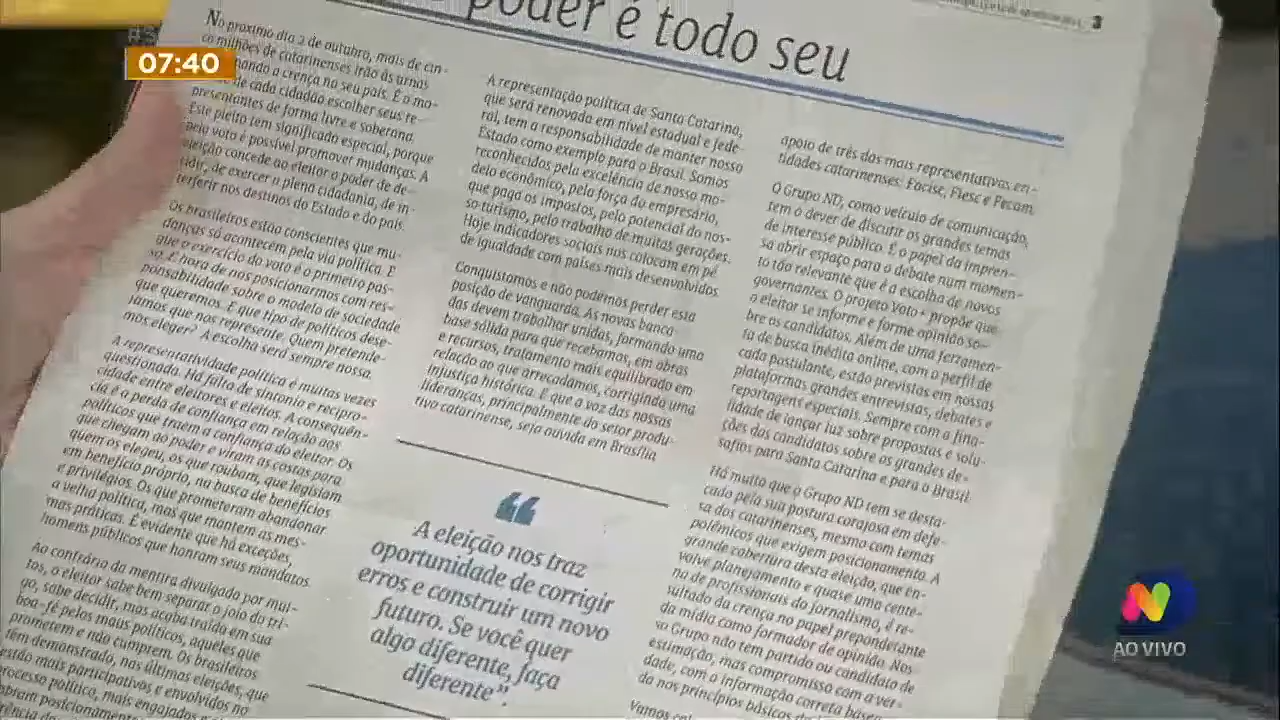 poder é todo seu
3
07:40
No próximo dia 2 de outubro, mais de cin-
co milhões de catarinenses irão às urnas
a crença no seu país. É o mo-
de cada cidadão escolher seus re-
presentantes de forma livre e soberana.
Este pleito tem significado especial, porque
pelo voto é possível promover mudanças. A
eleição concede ao eleitor o poder de de-
cidir, de exercer a plena cidadania, de in-
terferir nos destinos do Estado e do país.
Os brasileiros estão conscientes que mu-
danças só acontecem pela via política. E
que o exercício do voto é o primeiro pas-
so. É hora de nos posicionarmos com res-
ponsabilidade sobre o modelo de sociedade
que queremos. E que tipo de políticos dese-
jamos que nos represente. Quem pretende-
mos eleger? A escolha será sempre nossa.
A representatividade política é muitas vezes
questionada. Há falta de sintonia e recipro-
cidade entre eleitores e eleitos. A consequên-
cia é a perda de confiança em relação aos
políticos que traem a confiança do eleitor. Os
que chegam ao poder e viram as costas para
quem os elegeu, os que roubam, que legislam
em benefício próprio, na busca de benefícios
e privilégios. Os que prometeram abandonar
a velha política, mas que mantêm as mes-
mas práticas. É evidente que há exceções,
homens públicos que honram seus mandatos.
Ao contrário da mentira divulgado por mui-
tos, o eleitor sabe bem separar o joio do tri-
go, sabe decidir, mas acaba traído em sua
boa-fé pelos maus políticos, aqueles que
prometem e não cumprem. Os brasileiros
têm demonstrado, nas últimas eleições, que
estão mais participativos e envolvidos no
processo político, mais engajados e
posicionamento
A representação política de Santa Catarina,
que será renovada em nível estadual e fede-
ral, tem a responsabilidade de manter nosso
Estado como exemplo para o Brasil. Somos
reconhecidos pela excelência de nosso mo-
delo econômico, pela força do empresário,
que paga os impostos, pelo potencial do nos-
so turismo, pelo trabalho de muitas gerações.
Hoje indicadores sociais nos colocam em pé
de igualdade com países mais desenvolvidos.
Conquistamos e não podemos perder esta
posição de vanguarda. As novas banca-
das devem trabalhar unidas, formando uma
base sólida para que recebamos, em obras
e recursos, tratamento mais equilibrado em
relação ao que arrecadamos, corrigindo uma
injustiça histórica. E que a voz das nossas
lideranças, principalmente do setor produ-
tivo catarinense, seja ouvida em Brasília.
“
A eleição nos traz
oportunidade de corrigir
erros e construir um novo
futuro. Se você quer
algo diferente, faça
diferente”.
apoio de três das mais representativas en-
tidades catarinenses: Facisc, Fiesc e Fecam.
O Grupo ND, como veículo de comunicação,
tem o dever de discutir os grandes temas
de interesse público. É o papel da impren-
sa abrir espaço para o debate num momen-
to tão relevante que é a escolha de novos
governantes. O projeto Voto+ propõe que
o eleitor se informe e forme opinião so-
bre os candidatos. Além de uma ferramen-
ta de busca inédita online, com o perfil de
cada postulante, estão previstas em nossas
plataformas grandes entrevistas, debates e
reportagens especiais. Sempre com a fina-
lidade de lançar luz sobre propostas e solu-
ções dos candidatos sobre os grandes de-
safios para Santa Catarina e para o Brasil.
Há muito que o Grupo ND tem se desta-
cado pela sua postura corajosa em defe-
sa dos catarinenses, mesmo com temas
polêmicos que exigem posicionamento. A
grande cobertura desta eleição, que en-
volve planejamento e quase uma cente-
na de profissionais do jornalismo, é re-
sultado da crença no papel preponderante
da mídia como formador de opinião. Nos-
so Grupo não tem partido ou candidato de
estimação, mas compromisso com a ver-
dade, com a informação correta
da nos princípios básicos
Vamos
AO VIVO